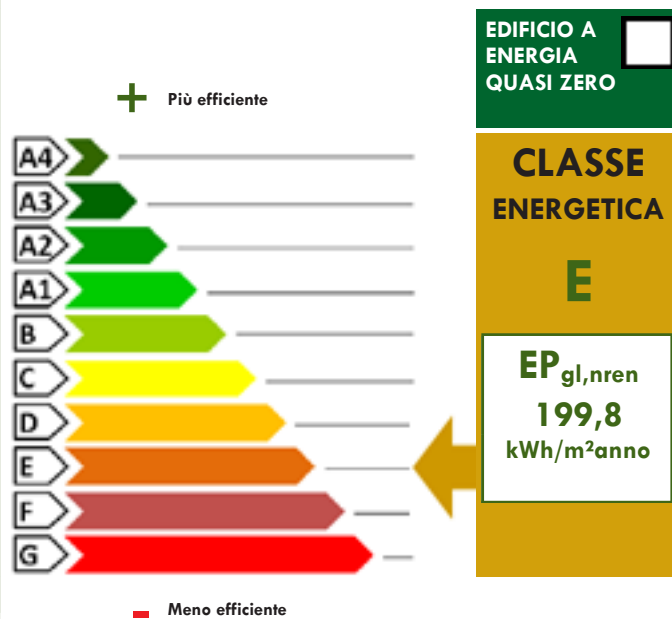 EDIFICIO A
ENERGIA
QUASI ZERO
+ Più efficiente
A4
A3
A2
A1
B
C
D
E
F
G
- Meno efficiente
CLASSE
ENERGETICA
E
EPgl,nren
199,8
kWh/m²anno